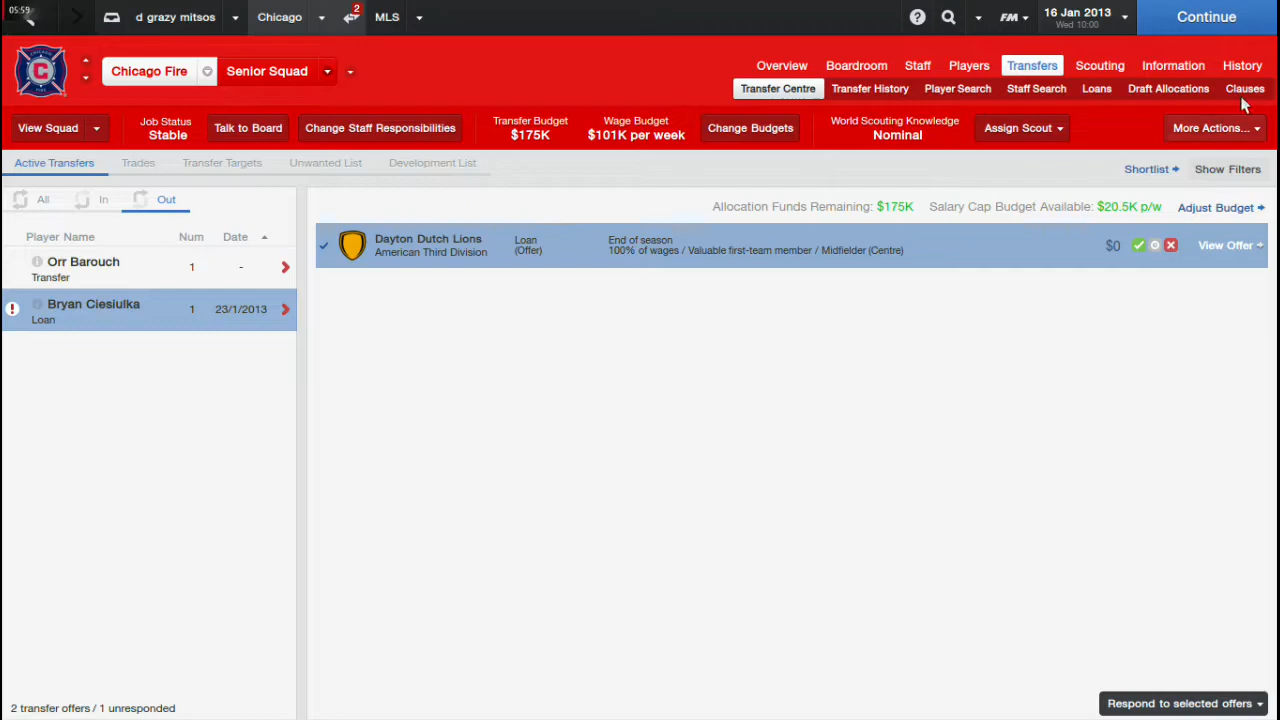 05:59
d grazy mitsos
Chicago
2
MLS
?
FM
16 Jan 2013
Wed 10:00
Continue
C
Chicago Fire
Senior Squad
Overview
Boardroom
Staff
Players
Transfers
Scouting
Information
History
Transfer Centre
Transfer History
Player Search
Staff Search
Loans
Draft Allocations
Clauses
View Squad
Job Status
Stable
Talk to Board
Change Staff Responsibilities
Transfer Budget
$175K
Wage Budget
$101K per week
Change Budgets
World Scouting Knowledge
Nominal
Assign Scout
More Actions...
Active Transfers
Trades
Transfer Targets
Unwanted List
Development List
Shortlist
Show Filters
All
In
Out
Allocation Funds Remaining: $175K
Salary Cap Budget Available: $20.5K p/w
Adjust Budget
Player Name
Num
Date
Orr Barouch
Transfer
1
-
Bryan Ciesiulka
Loan
1
23/1/2013
Dayton Dutch Lions
American Third Division
Loan
(Offer)
End of season
100% of wages / Valuable first-team member / Midfielder (Centre)
$0
View Offer
2 transfer offers / 1 unresponded
Respond to selected offers